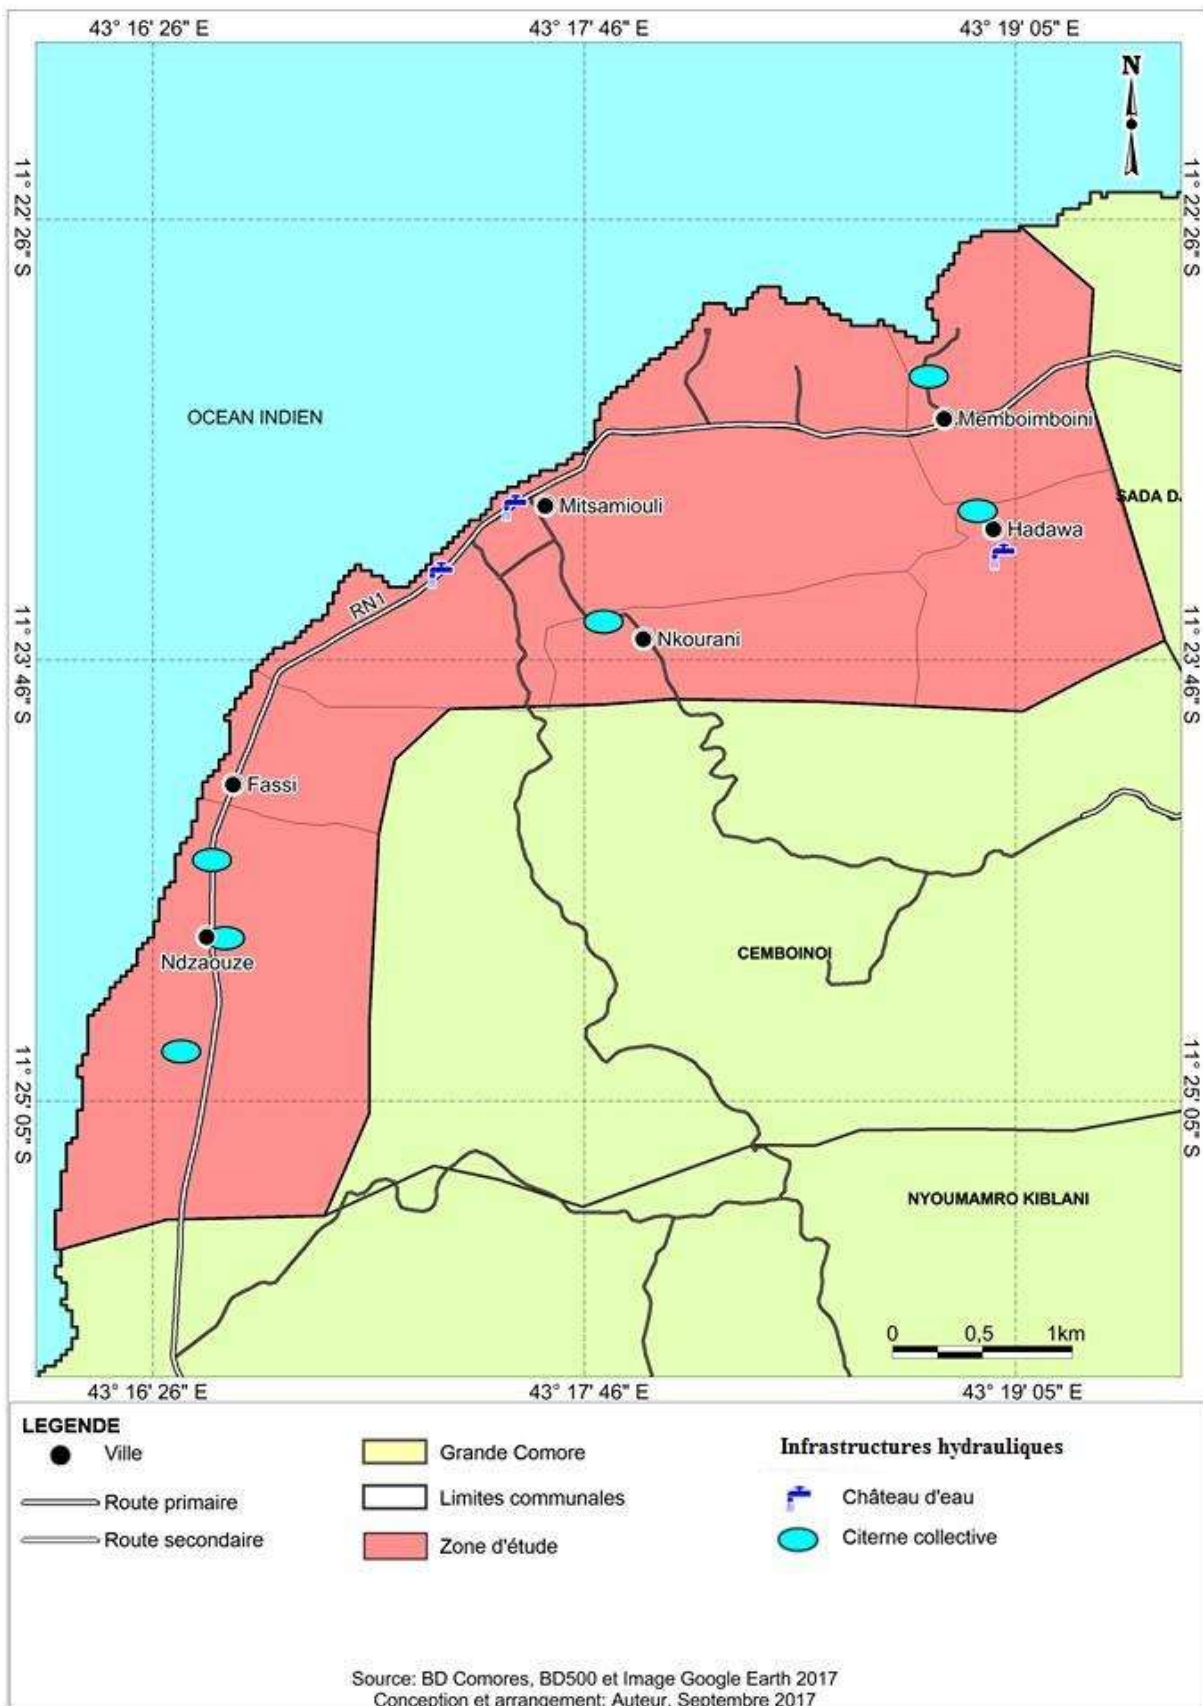 43° 16' 26" E
43° 17' 46" E
43° 19' 05" E
N
11° 22' 26" S
11° 22' 26" S
OCEAN INDIEN
Memboimboini
Mitsamiouli
SADA
Hadawa
RN1
Nkourani
11° 23' 46" S
11° 23' 46" S
Fassi
Ndzaouze
CEMBOINOI
11° 25' 05" S
11° 25' 05" S
NYOUMAMRO KIBLANI
0 0,5 1km
43° 16' 26" E
43° 17' 46" E
43° 19' 05" E
LEGENDE
Ville
Route primaire
Route secondaire
Grande Comore
Limites communales
Zone d'étude
Infrastructures hydrauliques
Château d'eau
Citerne collective
Source: BD Comores, BD500 et Image Google Earth 2017
Conception et arrangement: Auteur, Septembre 2017